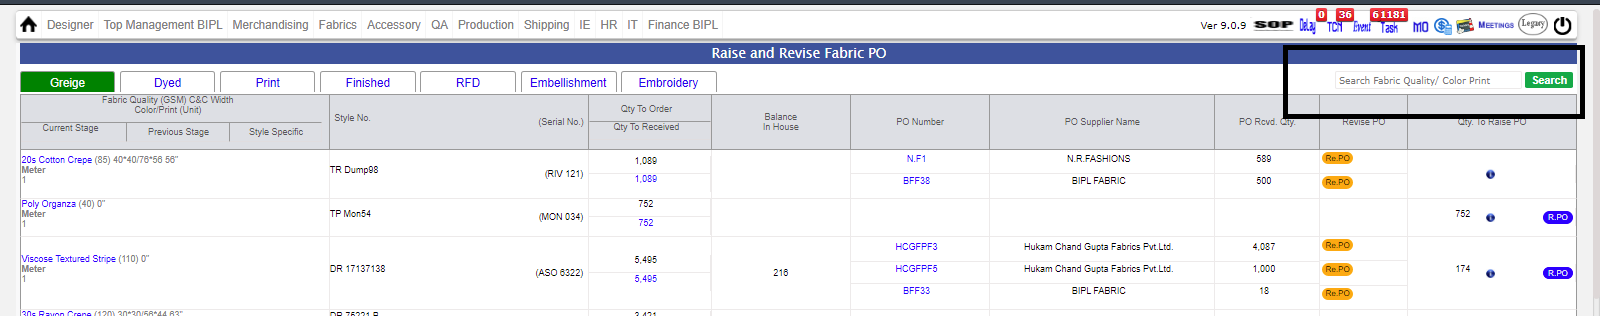 Designer Top Management BIPL Merchandising Fabrics Accessory QA Production Shipping IE HR IT Finance BIPL Ver 9.0.9 SOP Delay 0 TCN 36 Event Task 61181 MO MEETINGS Legacy
Raise and Revise Fabric PO
Greige Dyed Print Finished RFD Embellishment Embroidery Search Fabric Quality/ Color Print Search
Fabric Quality (GSM) C&C Width
Color/Print (Unit)
Current Stage Previous Stage Style Specific
Style No. (Serial No.)
Qty To Order
Qty To Received
Balance
In House
PO Number PO Supplier Name PO Rcvd. Qty. Revise PO Qty. To Raise PO
20s Cotton Crepe (85) 40*40/76*56 56"
Meter
1
TR Dump98 (RIV 121)
1,089
1,089
N.F1 N.R.FASHIONS 589 Re.PO
BFF38 BIPL FABRIC 500 Re.PO
Poly Organza (40) 0"
Meter
1
TP Mon54 (MON 034)
752
752
752 R.PO
Viscose Textured Stripe (110) 0"
Meter
1
DR 17137138 (ASO 6322)
5,495
5,495
216
HCGFPF3 Hukam Chand Gupta Fabrics Pvt.Ltd. 4,087 Re.PO
HCGFPF5 Hukam Chand Gupta Fabrics Pvt.Ltd. 1,000 Re.PO
BFF33 BIPL FABRIC 18 Re.PO
174 R.PO
30s Rayon Crepe (120) 30*30/56*44 63"
DR 75221 B 3,421